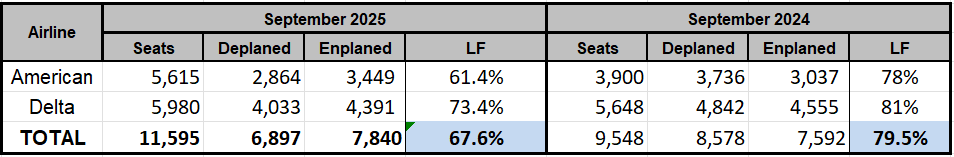 Airline September 2025 September 2024
Seats Deplaned Enplaned LF Seats Deplaned Enplaned LF
American 5,615 2,864 3,449 61.4% 3,900 3,736 3,037 78%
Delta 5,980 4,033 4,391 73.4% 5,648 4,842 4,555 81%
TOTAL 11,595 6,897 7,840 67.6% 9,548 8,578 7,592 79.5%